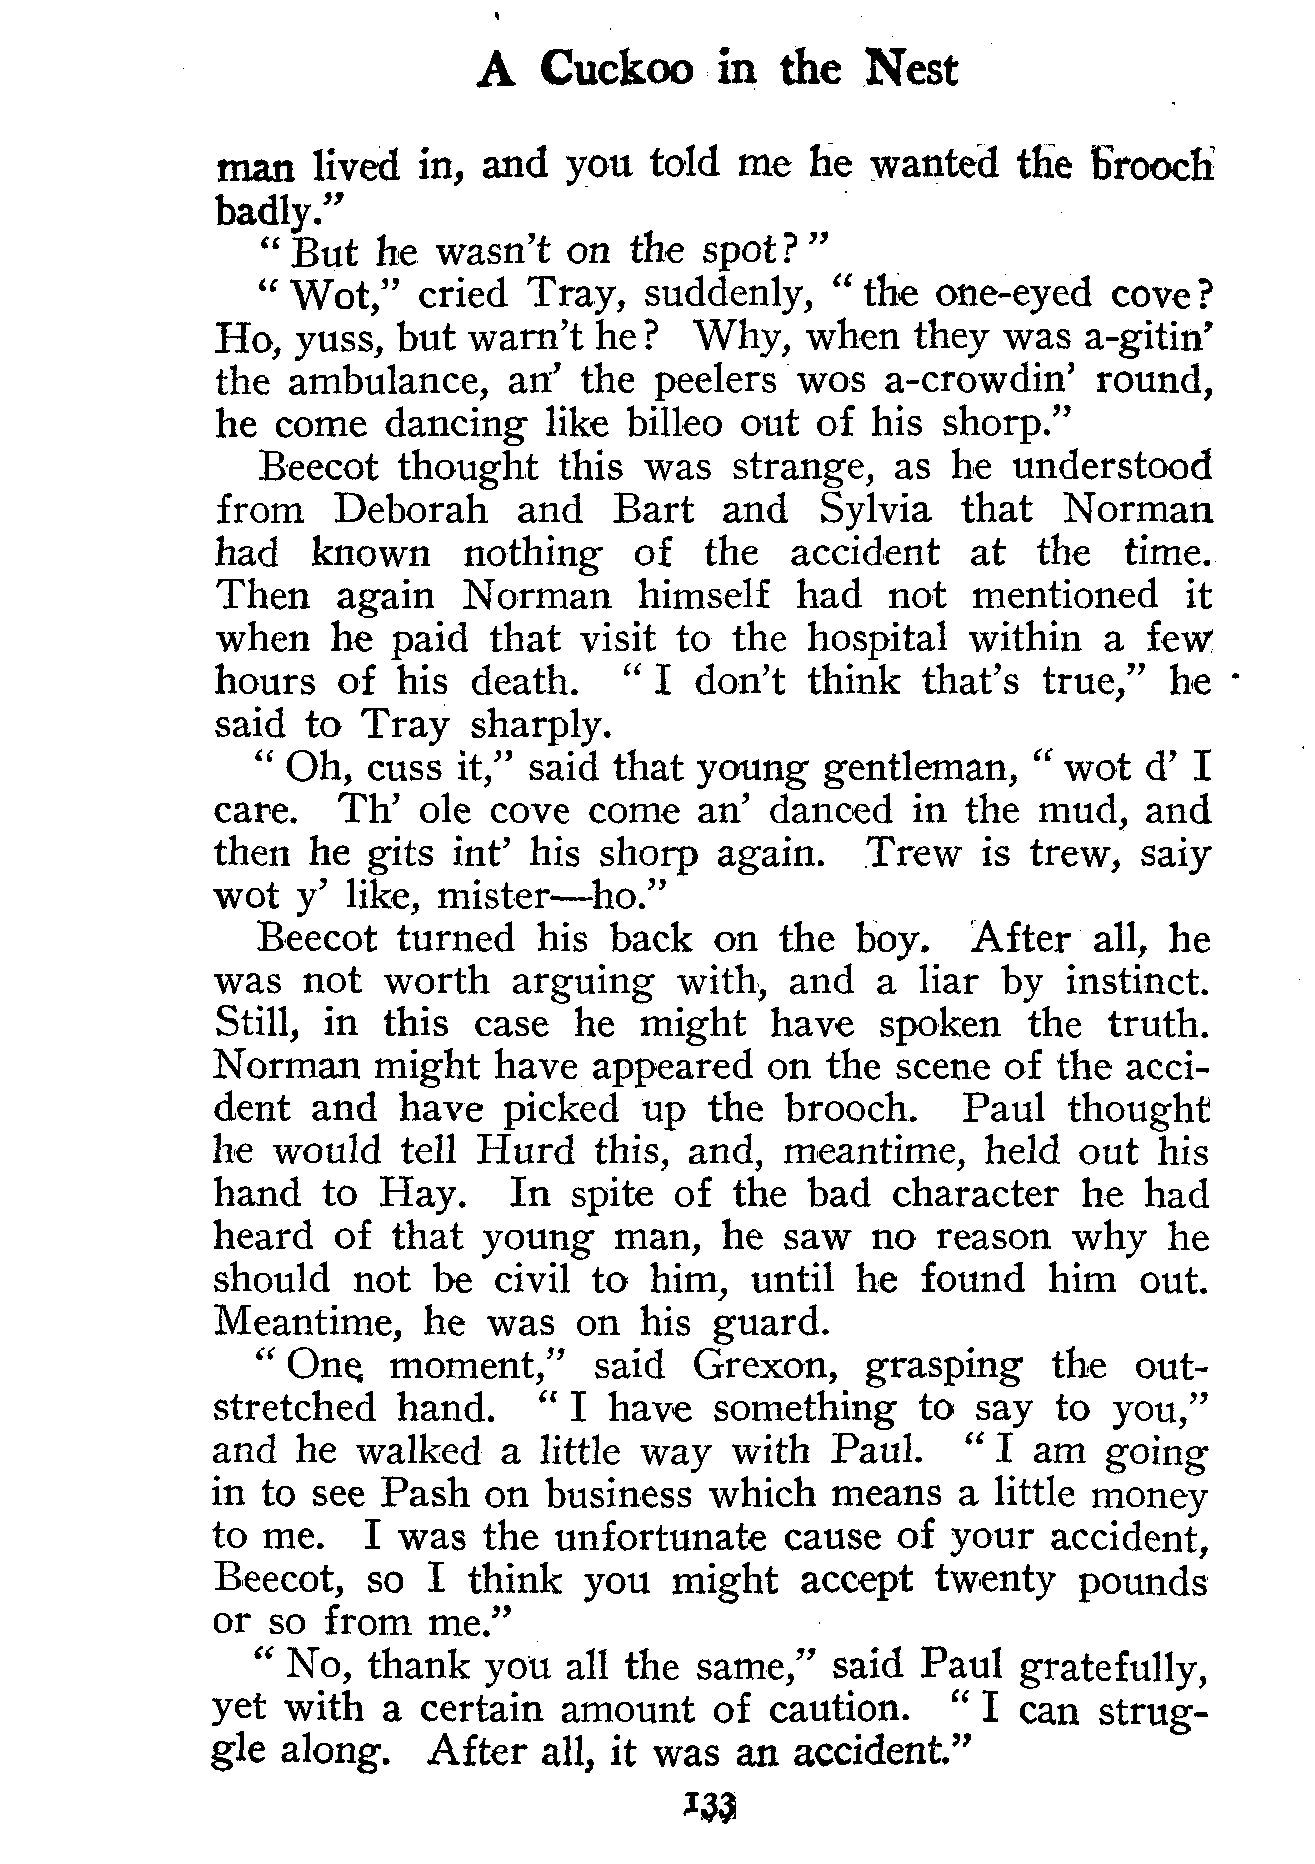 A Cuckoo in the Nest
man lived in, and you told me he wanted the brooch
badly."
" But he wasn't on the spot? "
" Wot," cried Tray, suddenly, " the one-eyed cove?
Ho, yuss, but warn't he? Why, when they was a-gitin'
the ambulance, an' the peelers wos a-crowdin' round,
he come dancing like billeo out of his shorp."
Beecot thought this was strange, as he understood
from Deborah and Bart and Sylvia that Norman
had known nothing of the accident at the time.
Then again Norman himself had not mentioned it
when he paid that visit to the hospital within a few
hours of his death. " I don't think that's true," he
said to Tray sharply.
" Oh, cuss it," said that young gentleman, " wot d' I
care. Th' ole cove come an' danced in the mud, and
then he gits int' his shorp again. Trew is trew, saiy
wot y' like, mister—ho."
Beecot turned his back on the boy. After all, he
was not worth arguing with, and a liar by instinct.
Still, in this case he might have spoken the truth.
Norman might have appeared on the scene of the acci-
dent and have picked up the brooch. Paul thought
he would tell Hurd this, and, meantime, held out his
hand to Hay. In spite of the bad character he had
heard of that young man, he saw no reason why he
should not be civil to him, until he found him out.
Meantime, he was on his guard.
" One moment," said Grexon, grasping the out-
stretched hand. " I have something to say to you,"
and he walked a little way with Paul. " I am going
in to see Pash on business which means a little money
to me. I was the unfortunate cause of your accident,
Beecot, so I think you might accept twenty pounds
or so from me."
" No, thank you all the same," said Paul gratefully,
yet with a certain amount of caution. " I can strug-
gle along. After all, it was an accident."
133